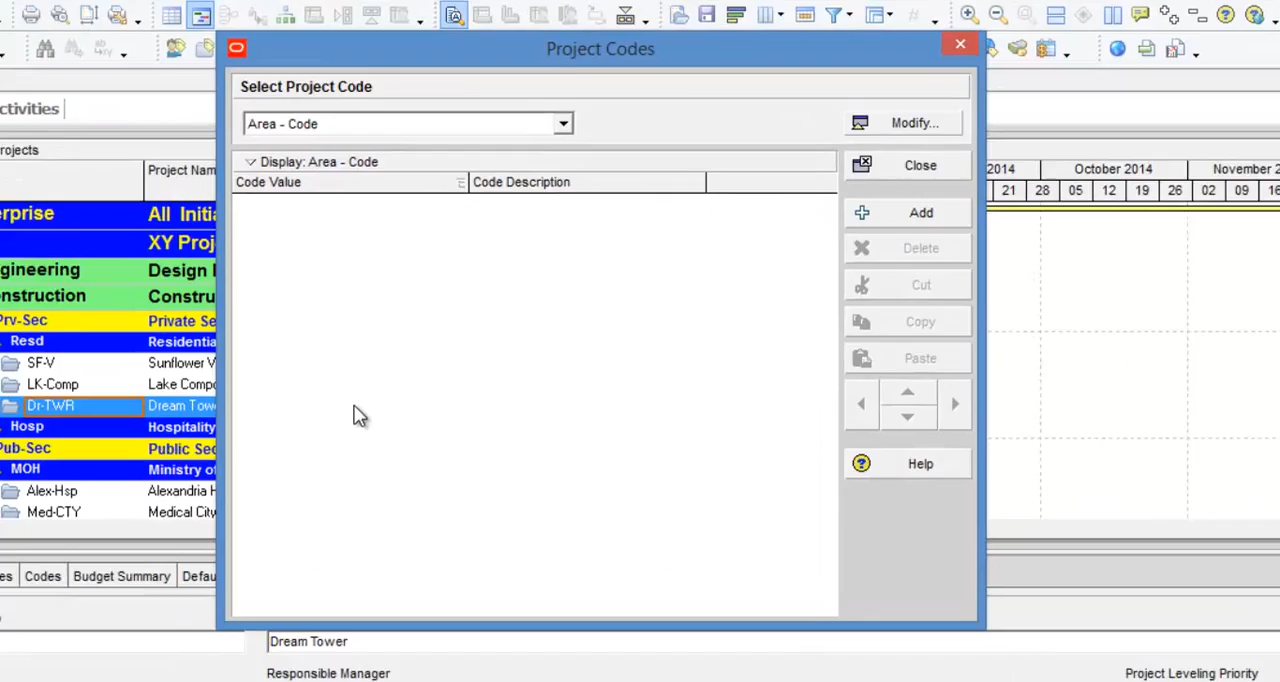 Project Codes
Select Project Code
Area - Code
Modify...
Display: Area - Code
Close
Code Value
Code Description
Add
Delete
Cut
Copy
Paste
Help
ctivities
rojects
Project Nam
2014
October 2014
November 2
21 28 05 12 19 26 02 09 16
erprise All Initia
XY Proj
gineering Design
nstruction Constru
Prv-Sec Private Se
Resd Residentia
SF-V Sunflower V
LK-Comp Lake Compo
Dr-TWR Dream Tow
Hosp Hospitality
Pub-Sec Public Sec
MOH Ministry of
Alex-Hsp Alexandria H
Med-CTY Medical City
es Codes Budget Summary Defau
Dream Tower
Responsible Manager
Project Leveling Priority